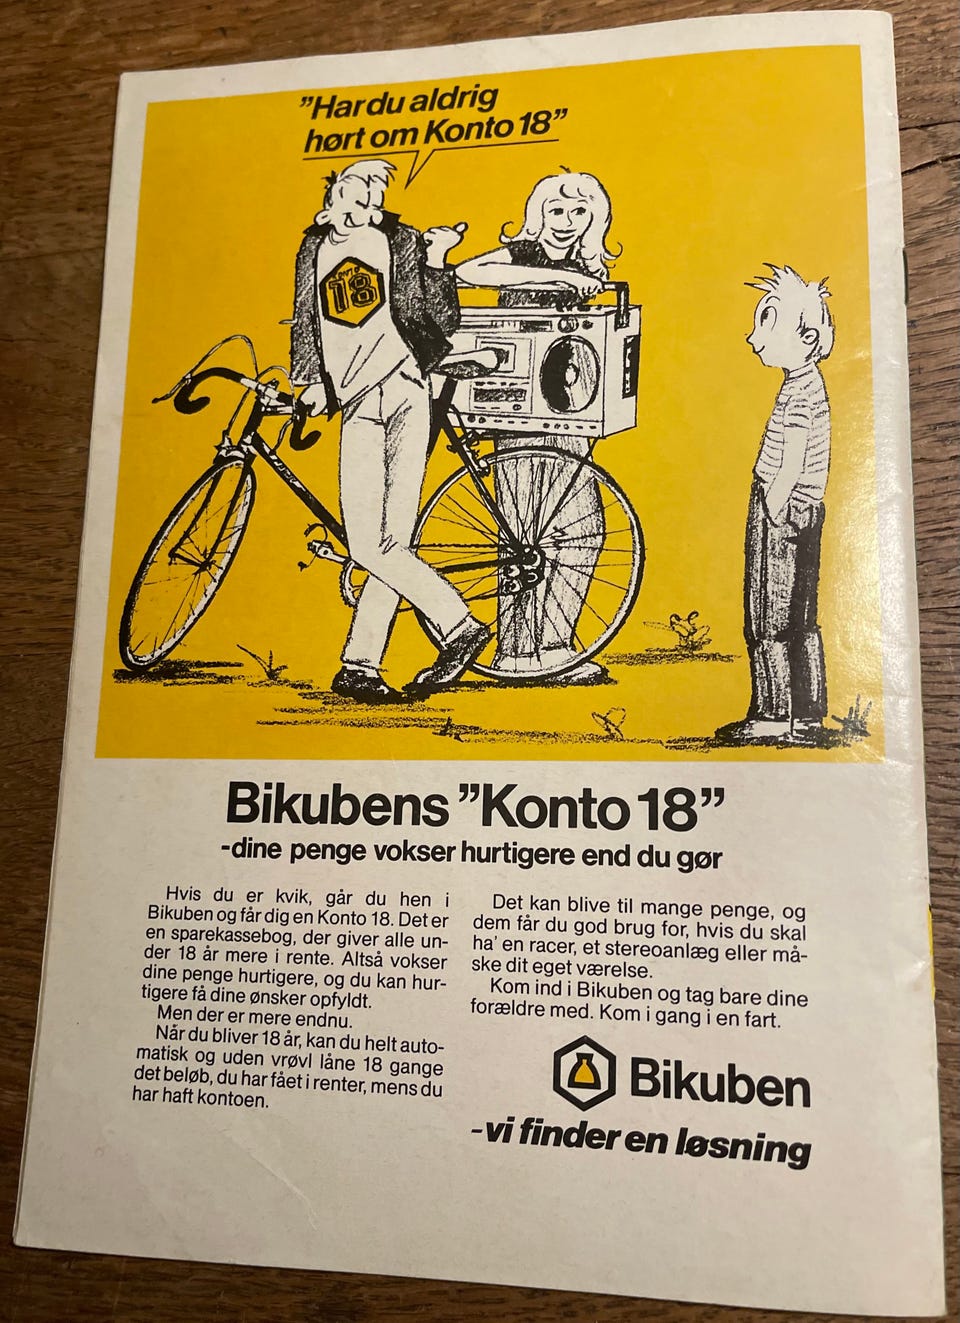 ”Har du aldrig
hørt om Konto 18”
KONTO
18
Bikubens ”Konto 18”
-dine penge vokser hurtigere end du gør
Hvis du er kvik, går du hen i
Bikuben og får dig en Konto 18. Det er
en sparekassebog, der giver alle un-
der 18 år mere i rente. Altså vokser
dine penge hurtigere, og du kan hur-
tigere få dine ønsker opfyldt.
Men der er mere endnu.
Når du bliver 18 år, kan du helt auto-
matisk og uden vrøvl låne 18 gange
det beløb, du har fået i renter, mens du
har haft kontoen.
Det kan blive til mange penge, og
dem får du god brug for, hvis du skal
ha’ en racer, et stereoanlæg eller må-
ske dit eget værelse.
Kom ind i Bikuben og tag bare dine
forældre med. Kom i gang i en fart.
Bikuben
-vi finder en løsning